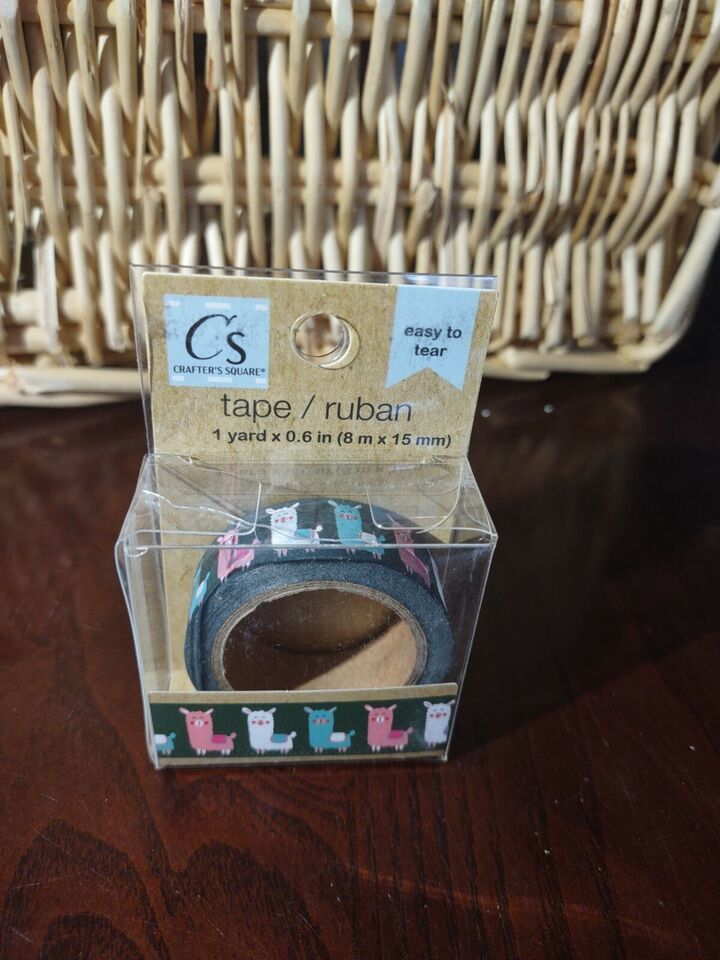 Cs
CRAFTER'S SQUARE®
easy to
tear
tape / ruban
1 yard x 0.6 in (8 m x 15 mm)